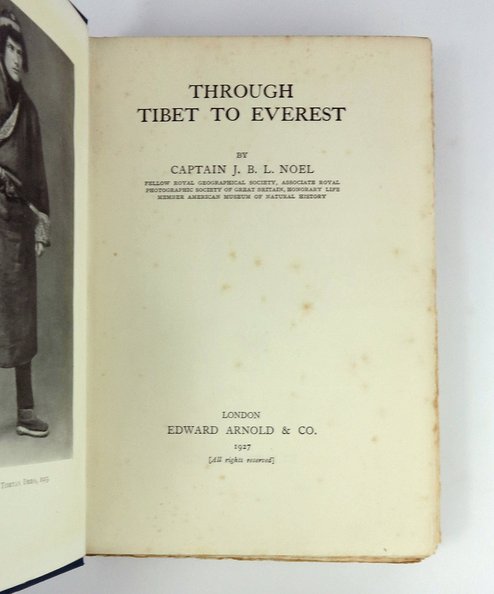 THROUGH
TIBET TO EVEREST
BY
CAPTAIN J. B. L. NOEL
FELLOW ROYAL GEOGRAPHICAL SOCIETY, ASSOCIATE ROYAL
PHOTOGRAPHIC SOCIETY OF GREAT BRITAIN, HONORARY LIFE
MEMBER AMERICAN MUSEUM OF NATURAL HISTORY
LONDON
EDWARD ARNOLD & CO.
1927
[All rights reserved]